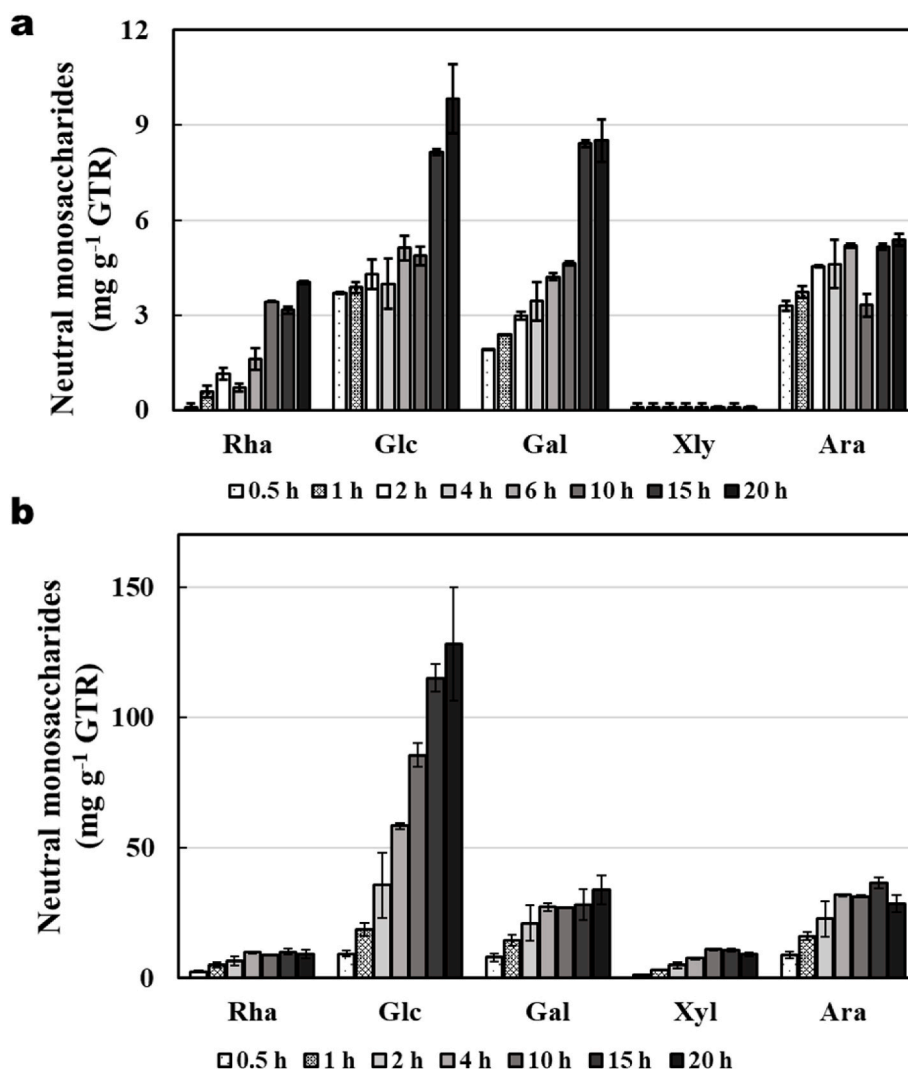 a
12
9
6
3
0
Neutral monosaccharides
(mg g⁻¹ GTR)
Rha Glc Gal Xly Ara
0.5 h 1 h 2 h 4 h 6 h 10 h 15 h 20 h
b
150
100
50
0
Neutral monosaccharides
(mg g⁻¹ GTR)
Rha Glc Gal Xyl Ara
0.5 h 1 h 2 h 4 h 10 h 15 h 20 h